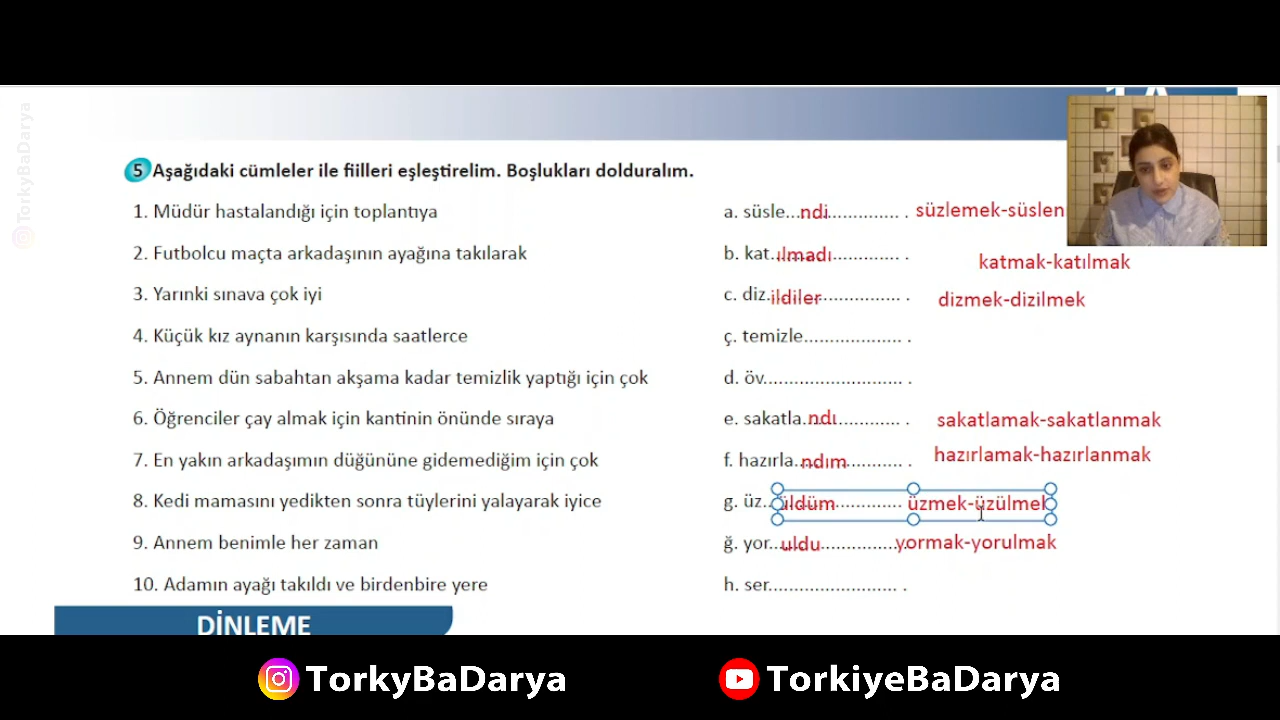 5 Aşağıdaki cümleler ile fiilleri eşleştirelim. Boşlukları dolduralım.
1. Müdür hastalandığı için toplantıya
2. Futbolcu maçta arkadaşının ayağına takılarak
3. Yarınki sınava çok iyi
4. Küçük kız aynanın karşısında saatlerce
5. Annem dün sabahtan akşama kadar temizlik yaptığı için çok
6. Öğrenciler çay almak için kantinin önünde sıraya
7. En yakın arkadaşımın düğününe gidemediğim için çok
8. Kedi mamasını yedikten sonra tüylerini yalayarak iyice
9. Annem benimle her zaman
10. Adamın ayağı takıldı ve birdenbire yere
a. süsle...ndi.............. . süzlemek-süslen
b. kat.ılmadı.............. . katmak-katılmak
c. diz.ildiler............... . dizmek-dizilmek
ç. temizle................... .
d. öv........................... .
e. sakatla.ndı............ . sakatlamak-sakatlanmak
f. hazırla.ndım........... . hazırlamak-hazırlanmak
g. üz..üldüm............. üzmek-üzülmek
ğ. yor..uldu............... yormak-yorulmak
h. ser......................... .
DİNLEME
TorkyBaDarya
TorkiyeBaDarya
TorkyBaDarya